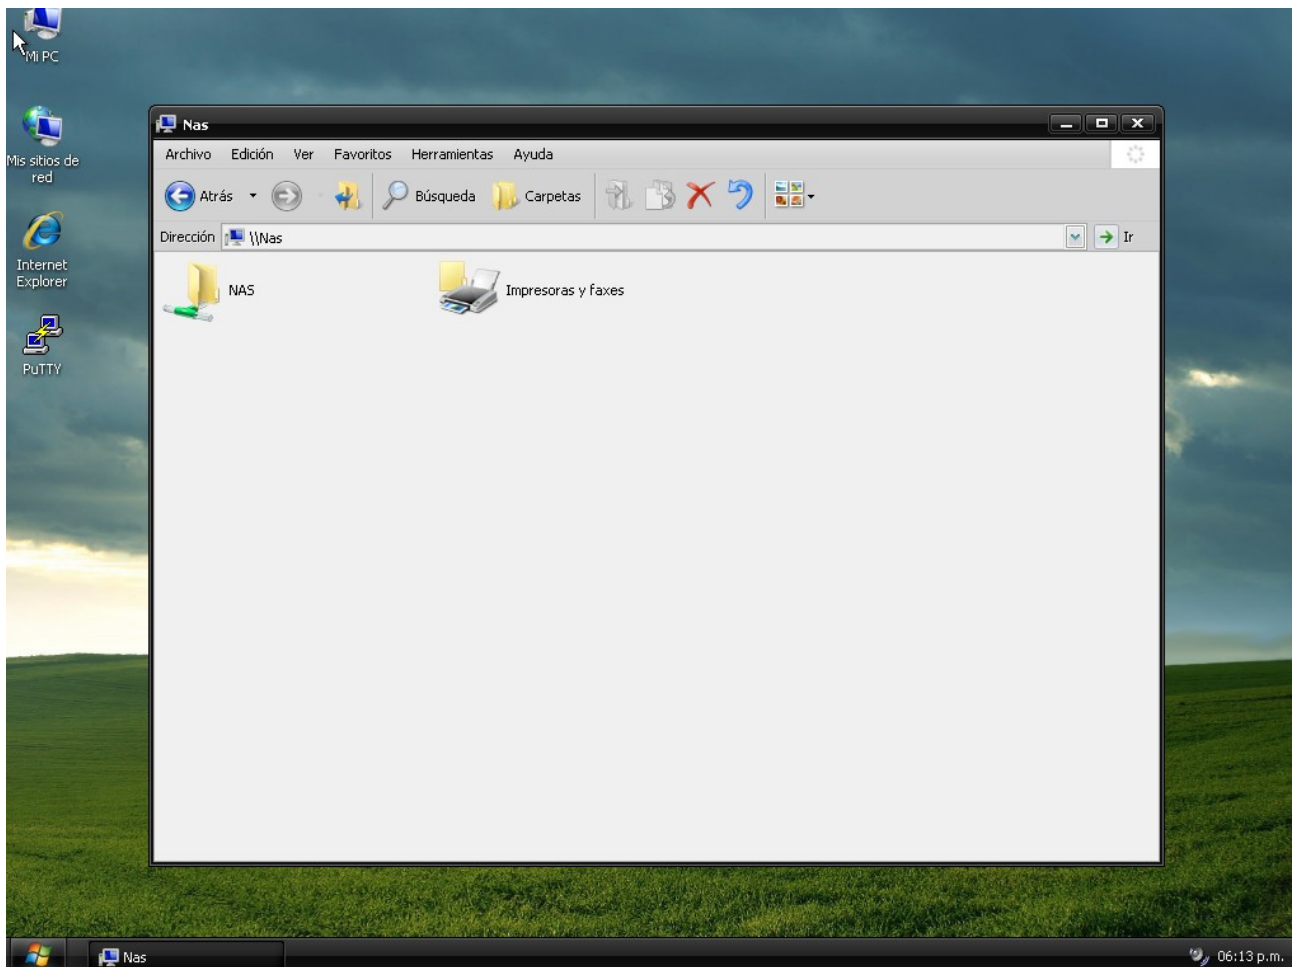 Mi PC
Mis sitios de
red
Internet
Explorer
PuTTY
Nas
Archivo Edición Ver Favoritos Herramientas Ayuda
Atrás Búsqueda Carpetas
Dirección \\Nas Ir
NAS Impresoras y faxes
Nas 06:13 p.m.